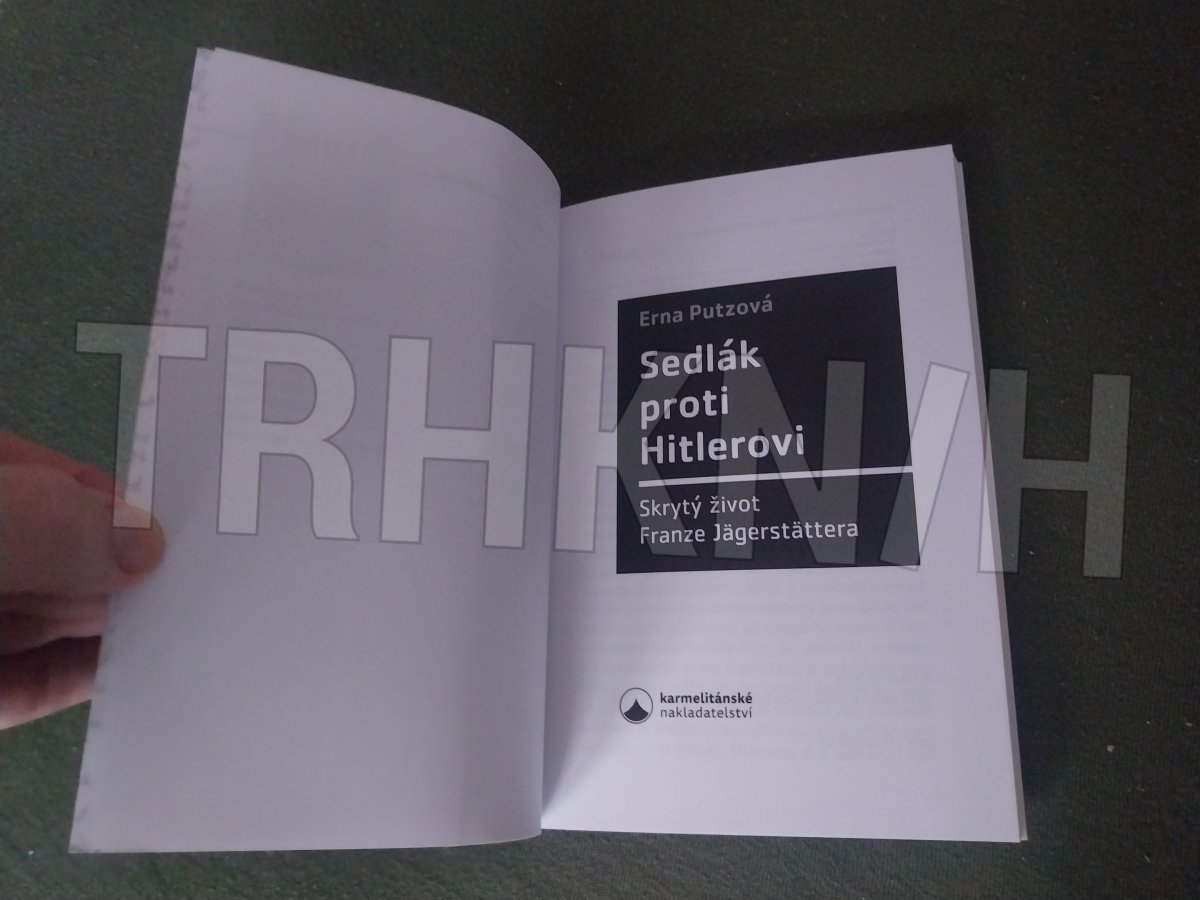 Erna Putzová
Sedlák
proti
Hitlerovi
Skrytý život
Franze Jägerstättera
karmelitánské
nakladatelství
TRHKNIH